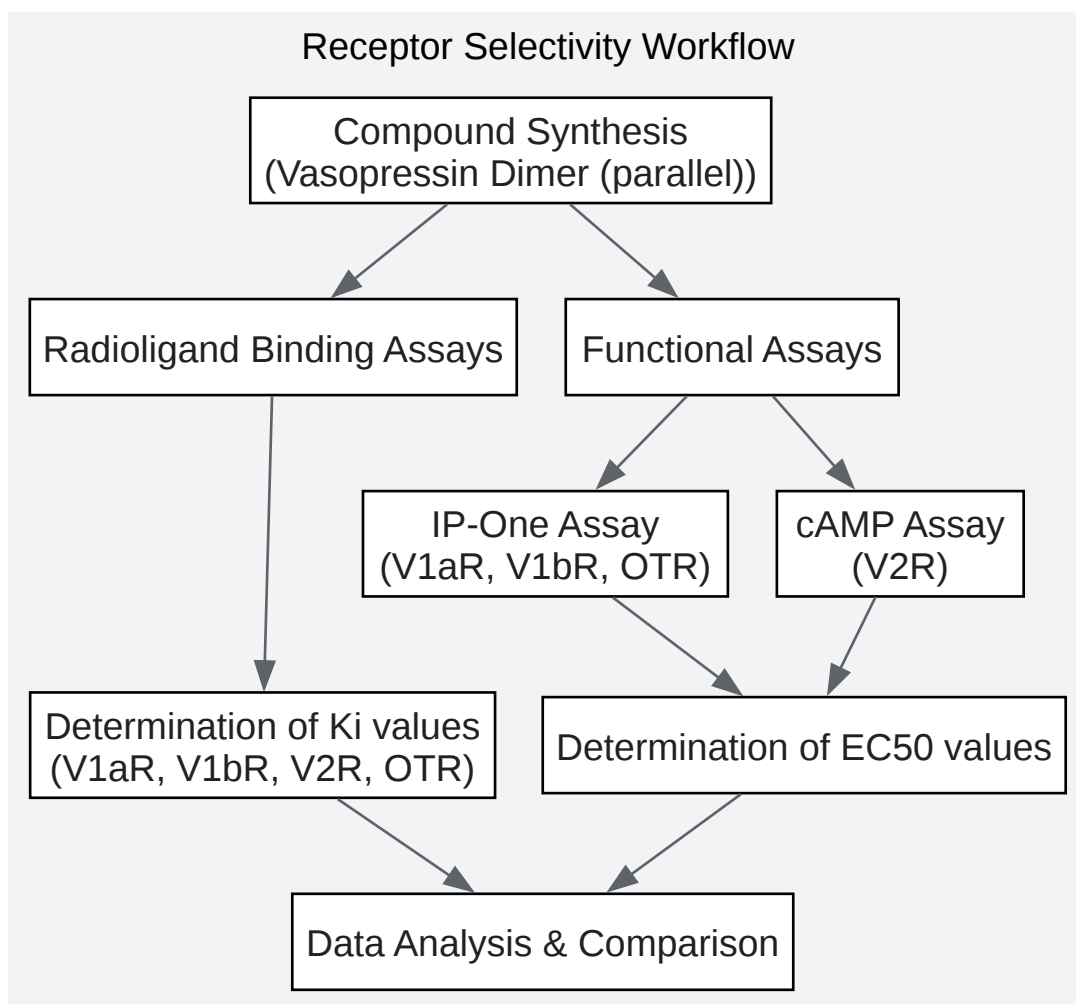 Receptor Selectivity Workflow
Compound Synthesis
(Vasopressin Dimer (parallel))
Radioligand Binding Assays
Functional Assays
IP-One Assay
(V1aR, V1bR, OTR)
cAMP Assay
(V2R)
Determination of Ki values
(V1aR, V1bR, V2R, OTR)
Determination of EC50 values
Data Analysis & Comparison